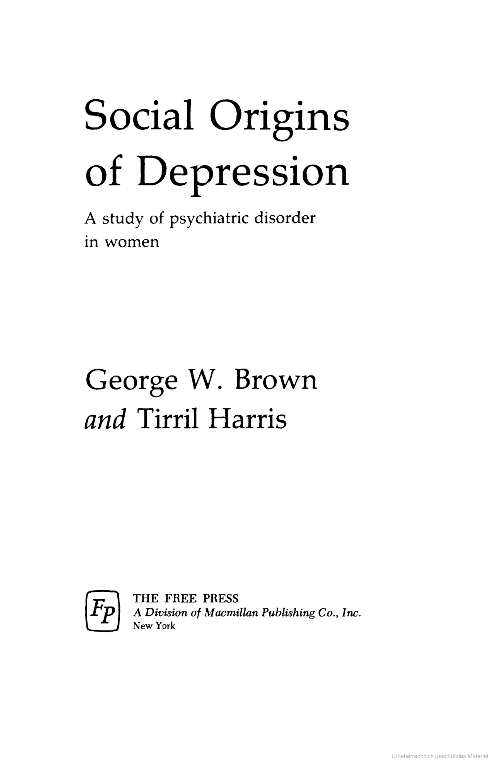 Social Origins
of Depression
A study of psychiatric disorder
in women
George W. Brown
and Tirril Harris
FP
THE FREE PRESS
A Division of Macmillan Publishing Co., Inc.
New York
Urheberrechtlich geschütztes Material